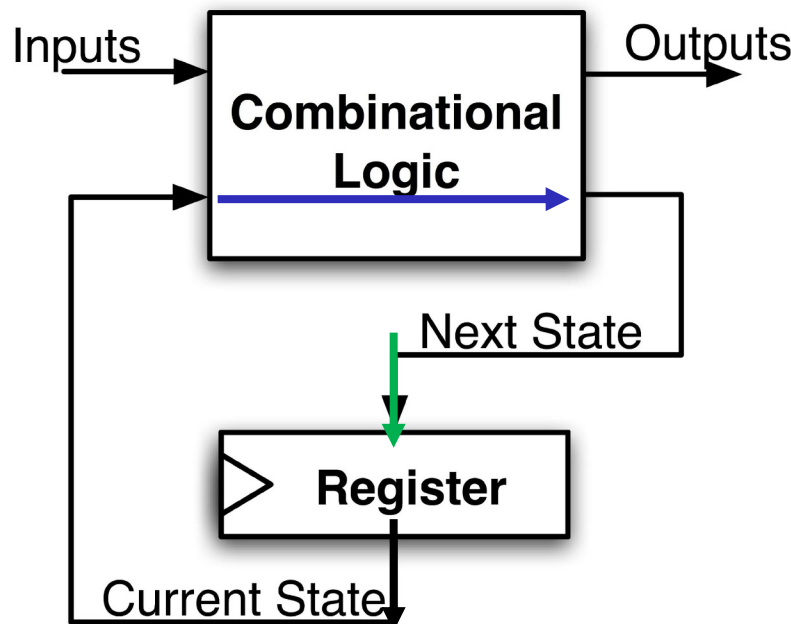 Inputs
Outputs
Combinational
Logic
Next State
Register
Current State